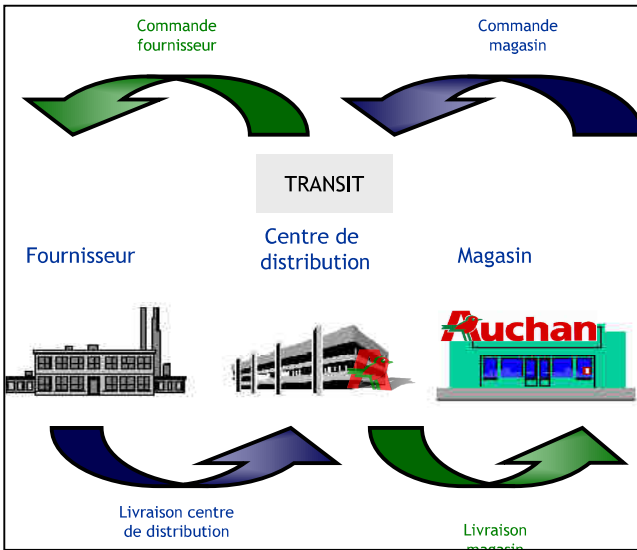 Commande
fournisseur
Commande
magasin
TRANSIT
Fournisseur
Centre de
distribution
Magasin
Auchan
A
Livraison centre
de distribution
Livraison
magasin